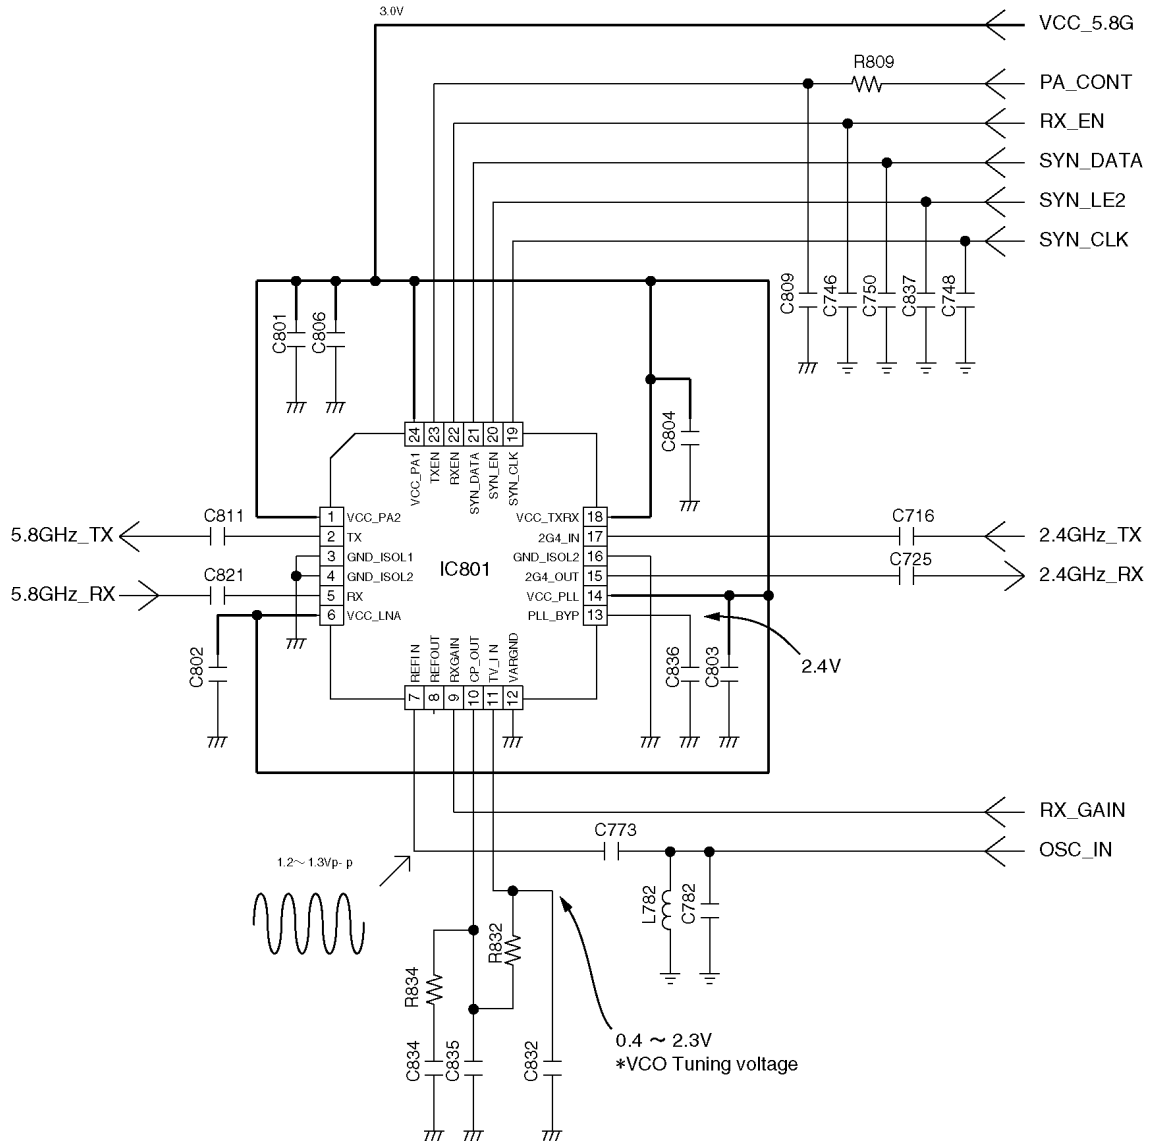 3.0V
VCC_5.8G
R809
PA_CONT
RX_EN
SYN_DATA
SYN_LE2
SYN_CLK
C809
C746
C750
C837
C748
C801
C806
C804
24
23
22
21
20
19
VCC_PA1
TXEN
RXEN
SYN_DATA
SYN_EN
SYN_CLK
C811
5.8GHz_TX
C821
5.8GHz_RX
C802
1 VCC_PA2
2 TX
3 GND_ISOL1
4 GND_ISOL2
5 RX
6 VCC_LNA
IC801
VCC_TXRX 18
2G4_IN 17
GND_ISOL2 16
2G4_OUT 15
VCC_PLL 14
PLL_BYP 13
C716
2.4GHz_TX
C725
2.4GHz_RX
C836
C803
2.4V
REFIN
REFOUT
RXGAIN
CP_OUT
TV_IN
VARGND
7
8
9
10
11
12
RX_GAIN
C773
OSC_IN
1.2～1.3Vp-p
L782
C782
R834
R832
C834
C835
C832
0.4 ～ 2.3V
*VCO Tuning voltage